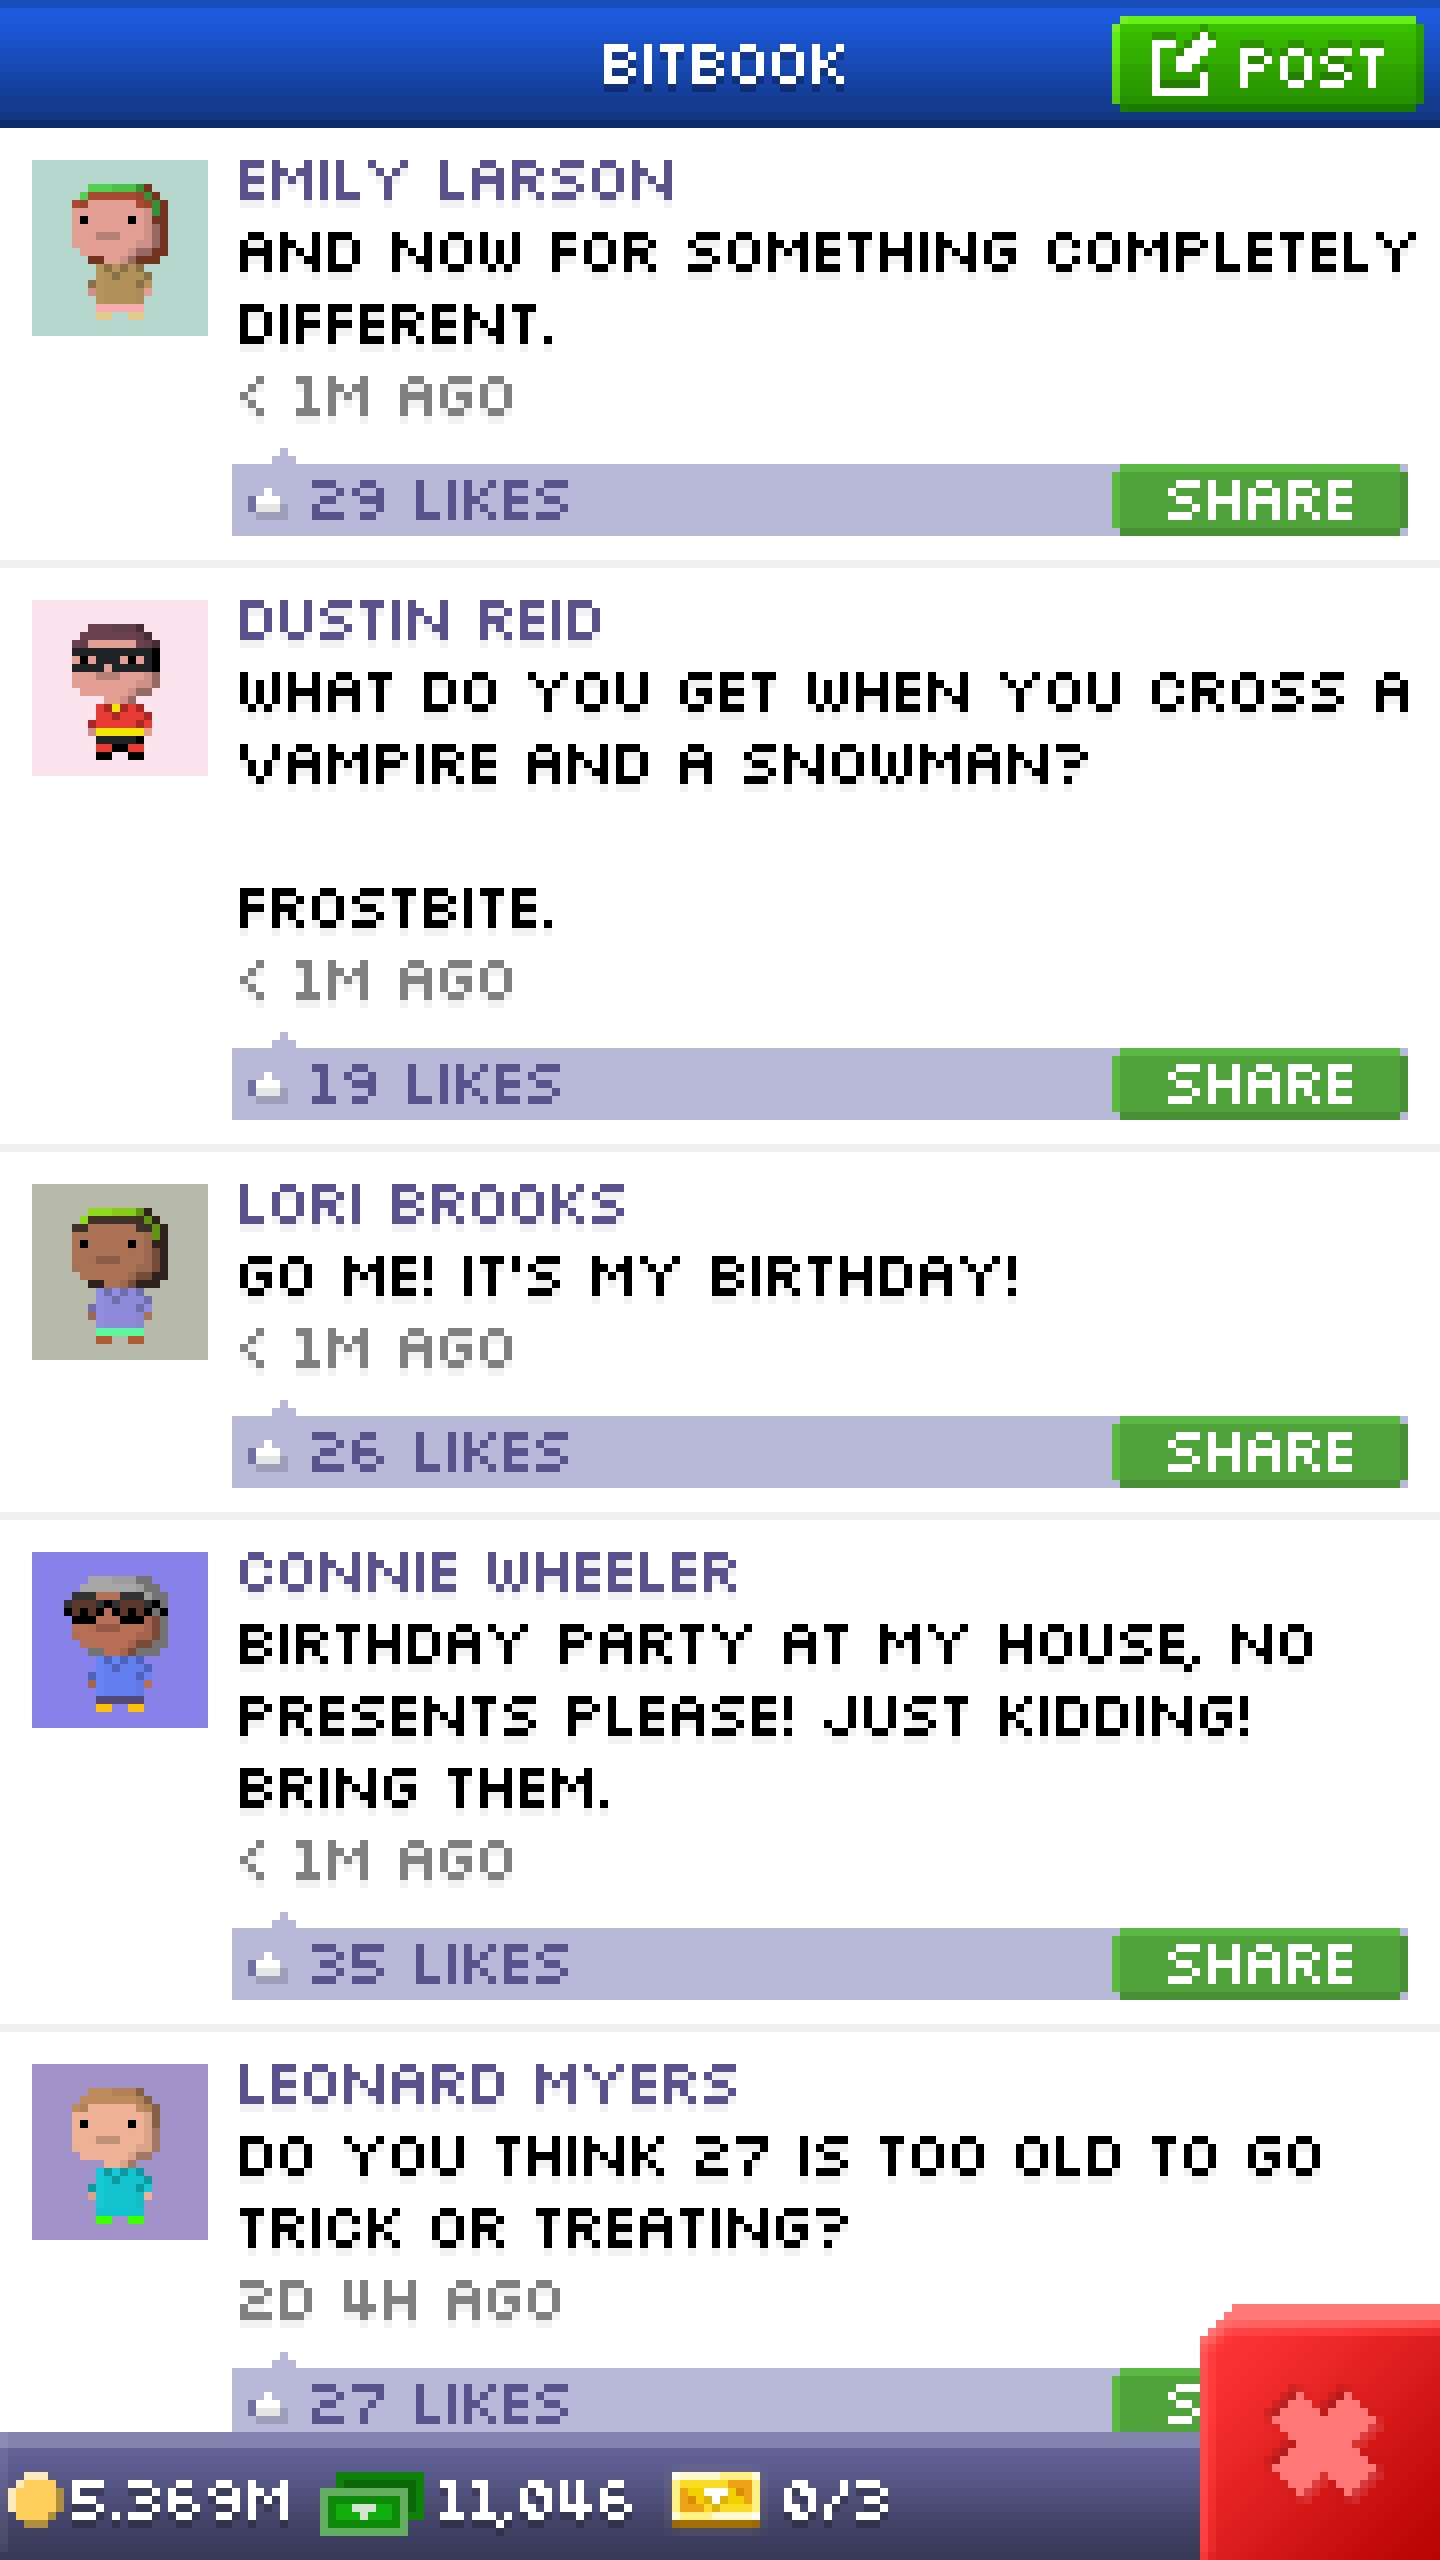 BITBOOK
POST
EMILY LARSON
AND NOW FOR SOMETHING COMPLETELY
DIFFERENT.
< 1M AGO
29 LIKES
SHARE
DUSTIN REID
WHAT DO YOU GET WHEN YOU CROSS A
VAMPIRE AND A SNOWMAN?
FROSTBITE.
< 1M AGO
19 LIKES
SHARE
LORI BROOKS
GO ME! IT'S MY BIRTHDAY!
< 1M AGO
26 LIKES
SHARE
CONNIE WHEELER
BIRTHDAY PARTY AT MY HOUSE, NO
PRESENTS PLEASE! JUST KIDDING!
BRING THEM.
< 1M AGO
35 LIKES
SHARE
LEONARD MYERS
DO YOU THINK 27 IS TOO OLD TO GO
TRICK OR TREATING?
2D 4H AGO
27 LIKES
5.369M
11,046
0/3